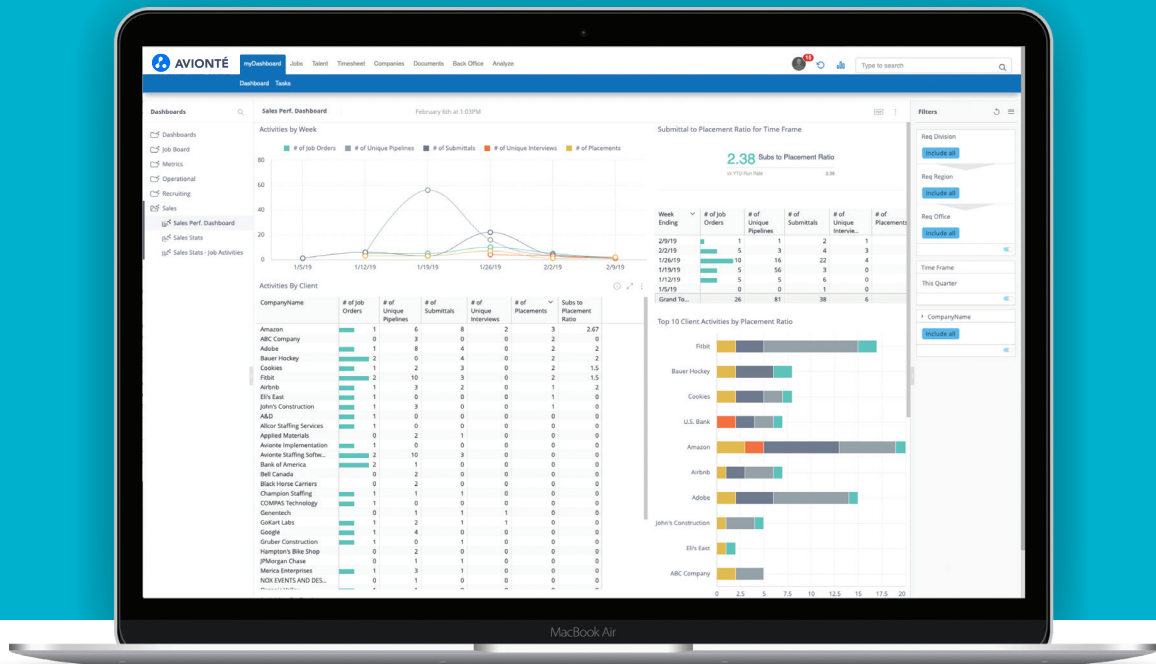 AVIONTÉ
myDashboard Jobs Talent Timesheet Companies Documents Back Office Analyze
Type to search
Dashboard Tasks
Dashboards
Dashboards
Job Board
Metrics
Operational
Recruiting
Sales
Sales Perf. Dashboard
Sales Stats
Sales Stats - Job Activities
Sales Perf. Dashboard
February 6th at 1:03PM
Activities by Week
# of Job Orders # of Unique Pipelines # of Submittals # of Unique Interviews # of Placements
80
60
40
20
0
1/5/19 1/12/19 1/19/19 1/26/19 2/2/19 2/9/19
Activities By Client
CompanyName # of Job Orders # of Unique Pipelines # of Submittals # of Unique Interviews # of Placements Subs to Placement Ratio
Amazon 1 6 8 2 3 2.67
ABC Company 0 3 0 0 2 0
Adobe 1 8 4 0 2 2
Bauer Hockey 2 0 4 0 2 2
Cookies 1 2 3 0 2 1.5
Fitbit 2 10 3 0 2 1.5
Airbnb 1 3 2 0 1 2
Eli's East 1 0 0 0 1 0
John's Construction 1 3 0 0 1 0
A&D 1 0 0 0 0 0
Allcor Staffing Services 1 0 0 0 0 0
Applied Materials 0 2 1 0 0 0
Avionte Implementation 1 0 0 0 0 0
Avionte Staffing Softw... 2 10 3 0 0 0
Bank of America 2 1 0 0 0 0
Bell Canada 0 2 0 0 0 0
Black Horse Carriers 0 2 0 0 0 0
Champion Staffing 1 1 1 0 0 0
COMPAS Technology 1 0 0 0 0 0
Genentech 0 1 1 1 0 0
GoKart Labs 1 2 1 1 0 0
Google 1 4 0 0 0 0
Gruber Construction 1 0 1 0 0 0
Hampton's Bike Shop 0 2 0 0 0 0
JPMorgan Chase 0 1 1 0 0 0
Merica Enterprises 1 3 1 0 0 0
NOX EVENTS AND DES... 0 1 0 0 0 0
Submittal to Placement Ratio for Time Frame
2.38 Subs to Placement Ratio
vs YTD Run Rate 2.38
Week Ending # of Job Orders # of Unique Pipelines # of Submittals # of Unique Intervie... # of Placements
2/9/19 1 1 2 1
2/2/19 5 3 4 3
1/26/19 10 16 22 4
1/19/19 5 56 3 0
1/12/19 5 5 6 0
1/5/19 0 0 1 0
Grand To... 26 81 38 6
Top 10 Client Activities by Placement Ratio
Fitbit
Bauer Hockey
Cookies
U.S. Bank
Amazon
Airbnb
Adobe
John's Construction
Eli's East
ABC Company
0 2.5 5 7.5 10 12.5 15 17.5 20
Filters
Req Division
Include all
Req Region
Include all
Req Office
Include all
Time Frame
This Quarter
CompanyName
Include all
MacBook Air